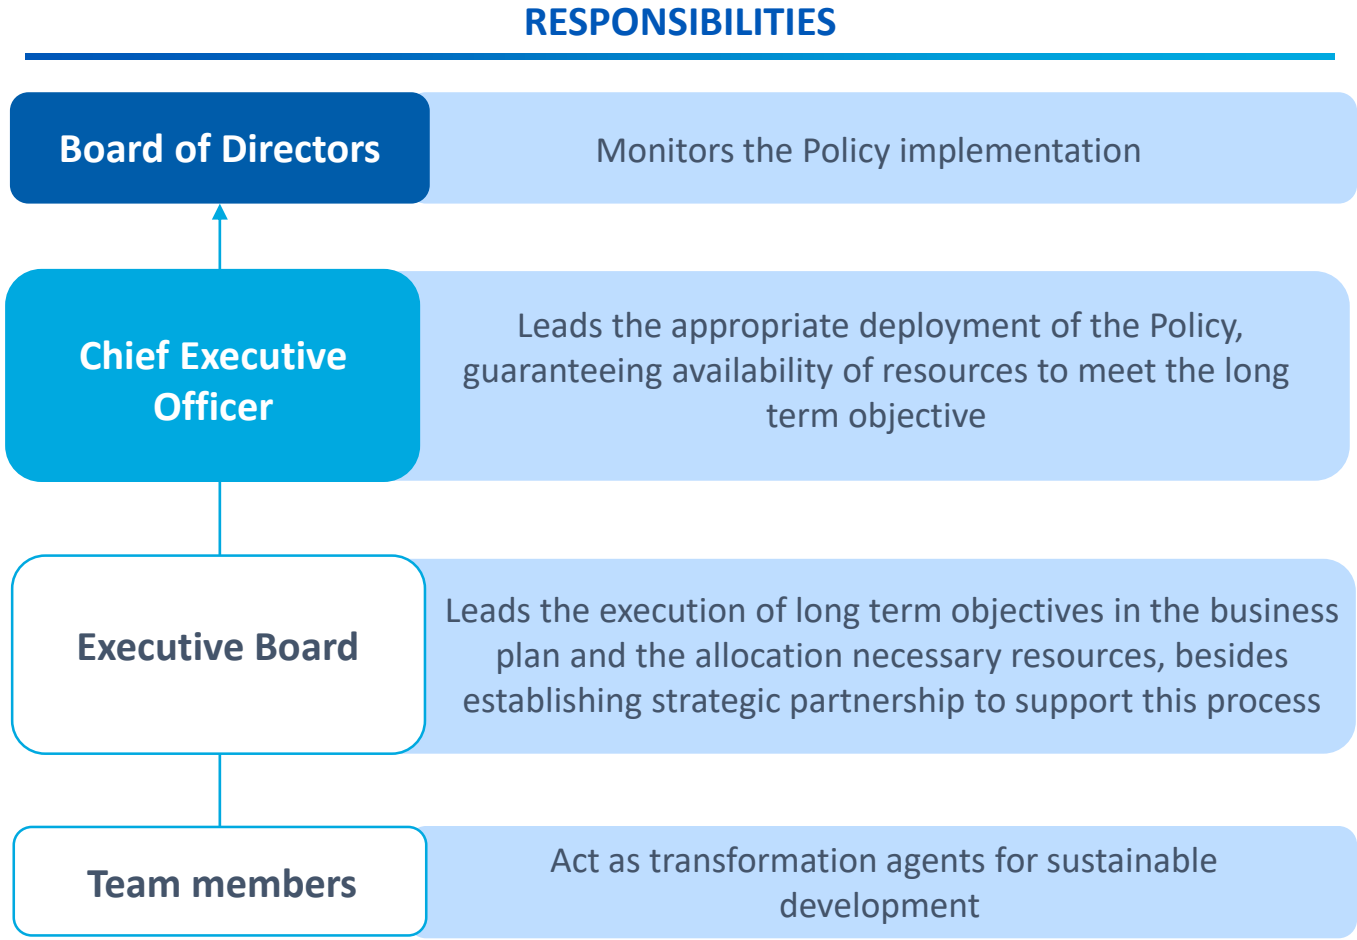 RESPONSIBILITIES
Board of Directors
Monitors the Policy implementation
Chief Executive
Officer
Leads the appropriate deployment of the Policy,
guaranteeing availability of resources to meet the long
term objective
Executive Board
Leads the execution of long term objectives in the business
plan and the allocation necessary resources, besides
establishing strategic partnership to support this process
Team members
Act as transformation agents for sustainable
development